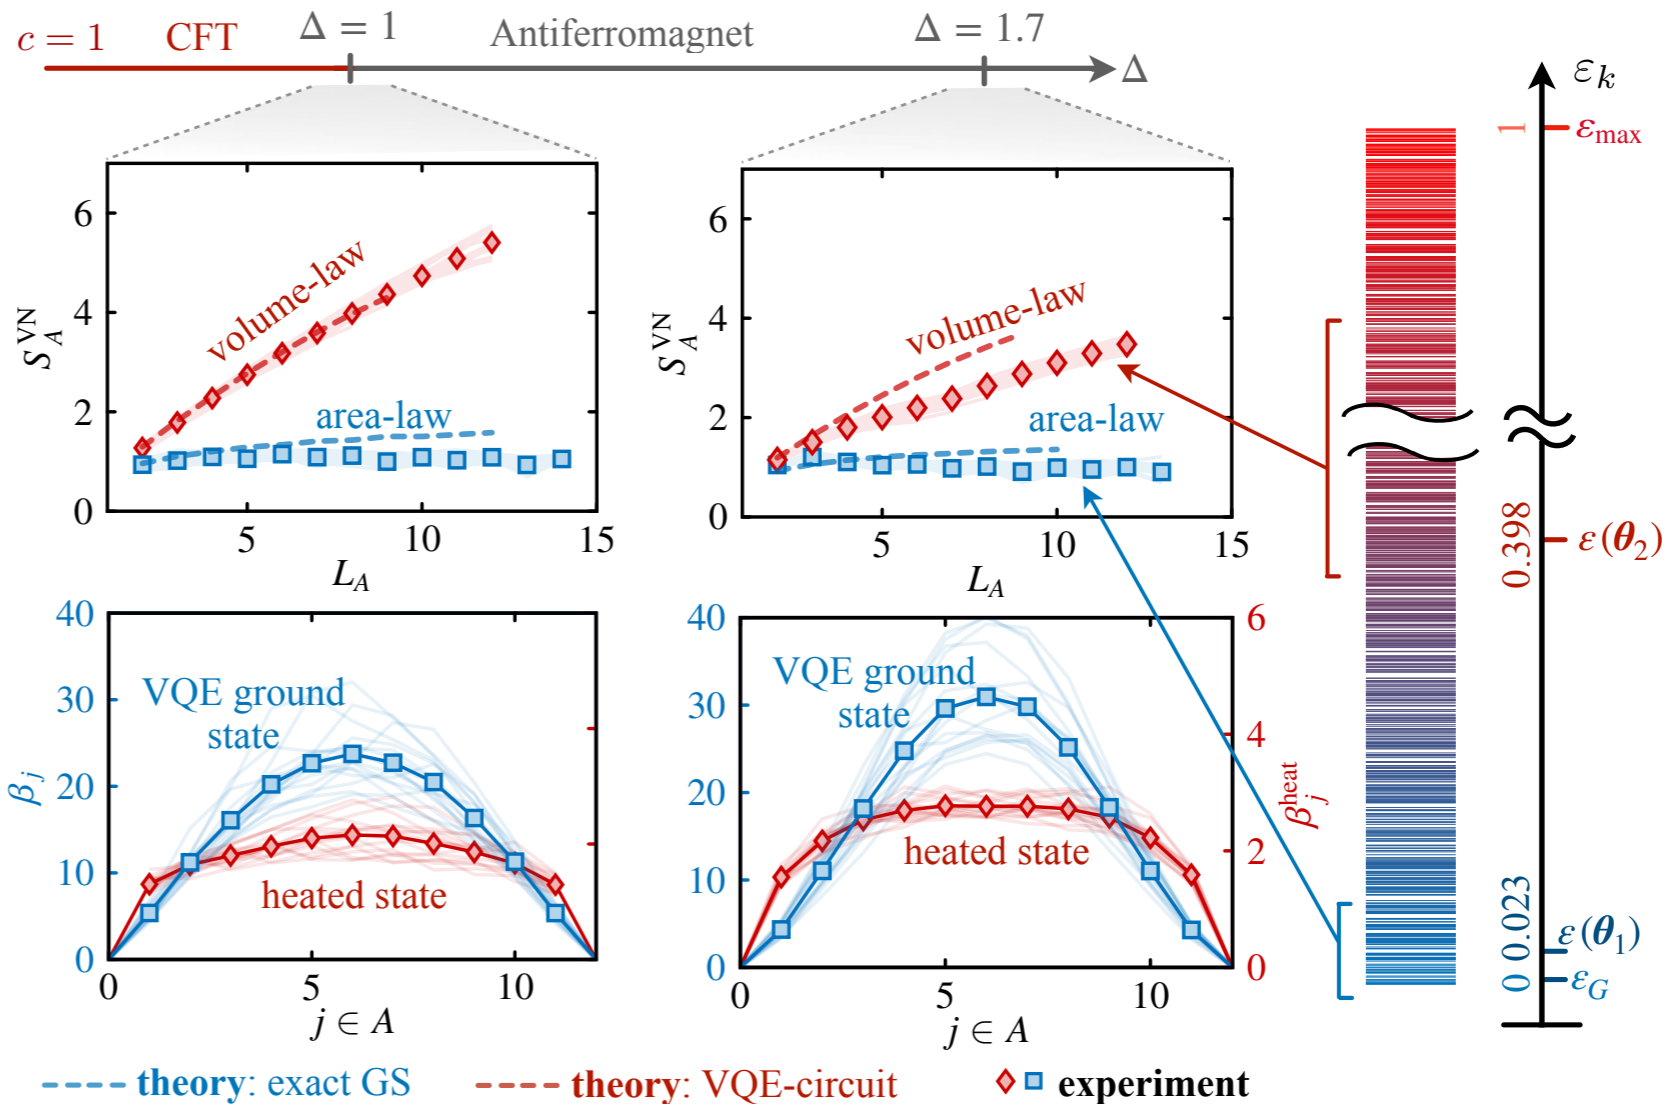 c = 1 CFT Δ = 1 Antiferromagnet Δ = 1.7 Δ
ε_k
1 ε_max
S_A^VN
6
4
2
0
volume-law
area-law
5 10 15
L_A
S_A^VN
6
4
2
0
volume-law
area-law
5 10 15
L_A
0.398 ε(θ₂)
0.023 ε(θ₁)
0 ε_G
β_j
40
30
20
10
0
VQE ground
state
heated state
0 5 10
j ∈ A
40
30
20
10
0
VQE ground
state
heated state
6
4
2
0
β_j^heat
0 5 10
j ∈ A
theory: exact GS theory: VQE-circuit experiment